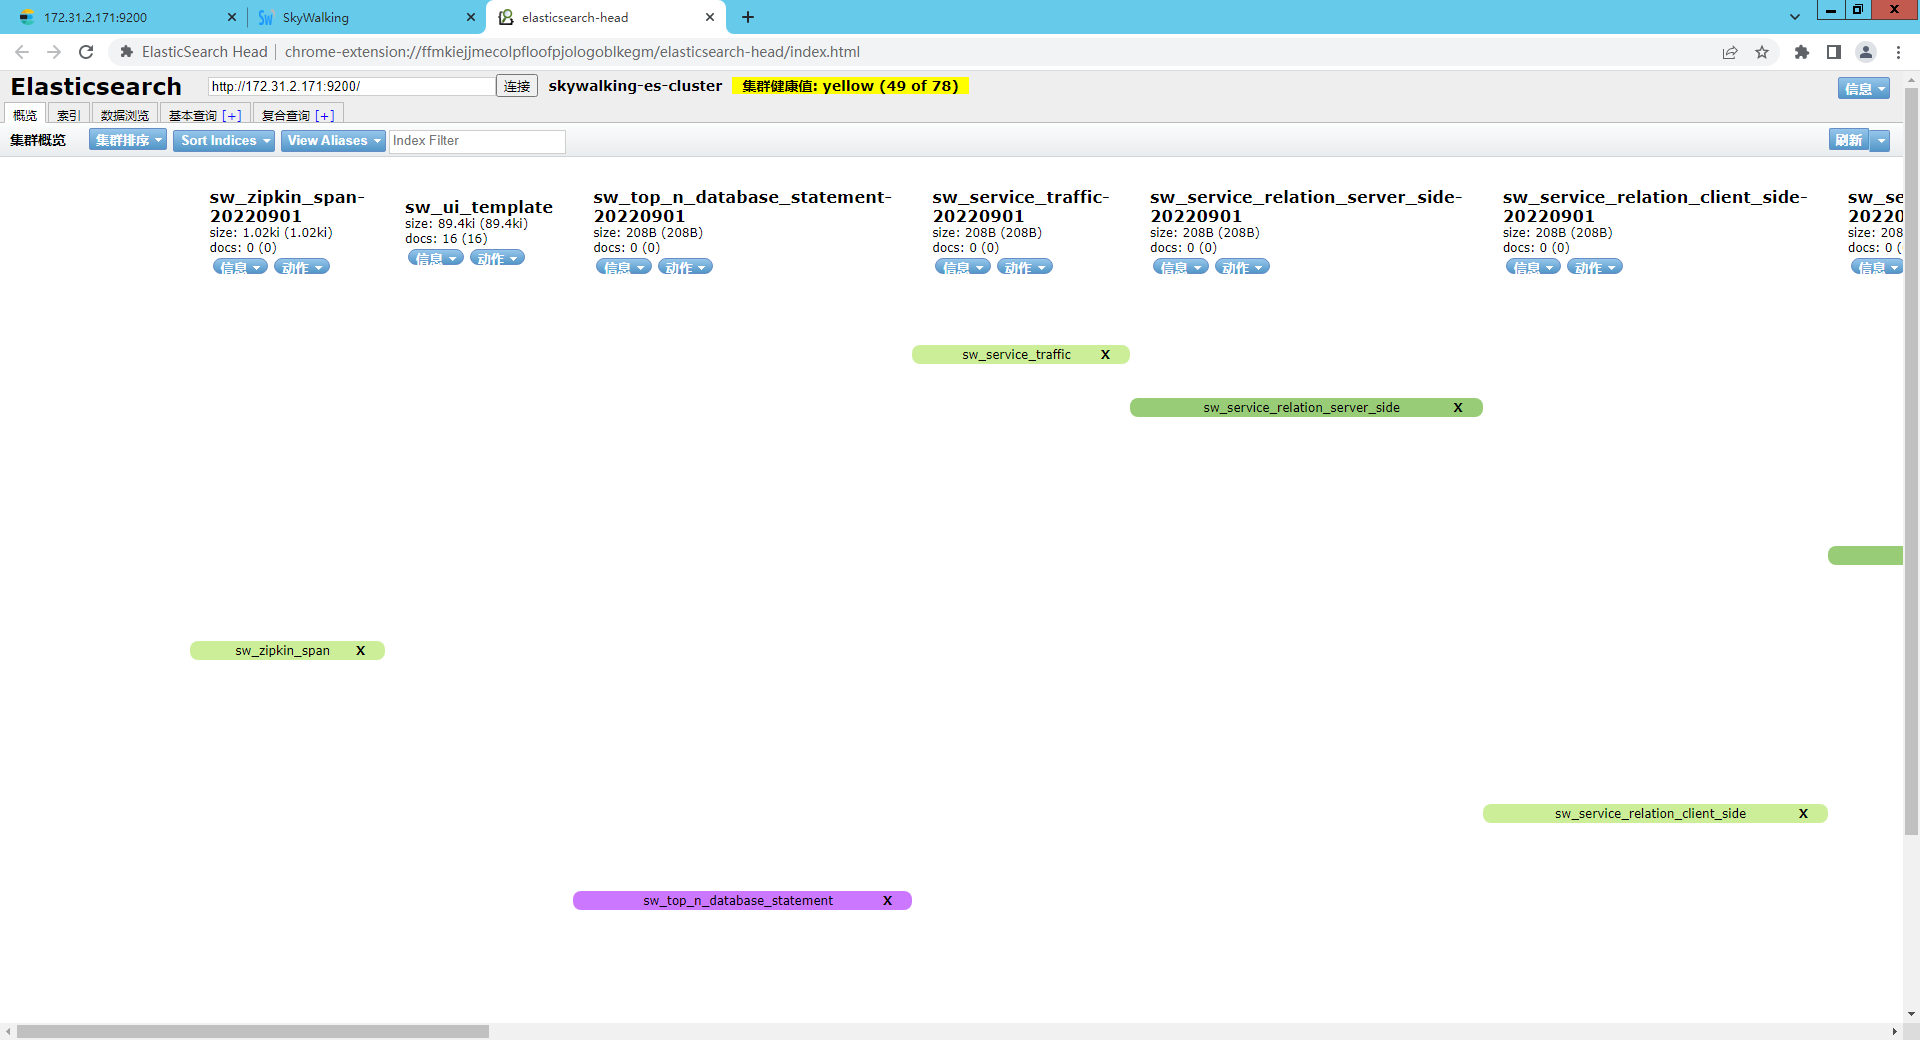 172.31.2.171:9200
SkyWalking
elasticsearch-head
ElasticSearch Head
chrome-extension://ffmkiejjmecolpfloofpjologoblkegm/elasticsearch-head/index.html
Elasticsearch
http://172.31.2.171:9200/
连接
skywalking-es-cluster
集群健康值: yellow (49 of 78)
信息
概览
索引
数据浏览
基本查询 [+]
复合查询 [+]
集群概览
集群排序
Sort Indices
View Aliases
Index Filter
刷新
sw_zipkin_span-
20220901
size: 1.02ki (1.02ki)
docs: 0 (0)
信息
动作
sw_ui_template
size: 89.4ki (89.4ki)
docs: 16 (16)
信息
动作
sw_top_n_database_statement-
20220901
size: 208B (208B)
docs: 0 (0)
信息
动作
sw_service_traffic-
20220901
size: 208B (208B)
docs: 0 (0)
信息
动作
sw_service_relation_server_side-
20220901
size: 208B (208B)
docs: 0 (0)
信息
动作
sw_service_relation_client_side-
20220901
size: 208B (208B)
docs: 0 (0)
信息
动作
sw_se
2022
size: 208
docs: 0 (
信息
sw_service_traffic X
sw_service_relation_server_side X
sw_zipkin_span X
sw_service_relation_client_side X
sw_top_n_database_statement X